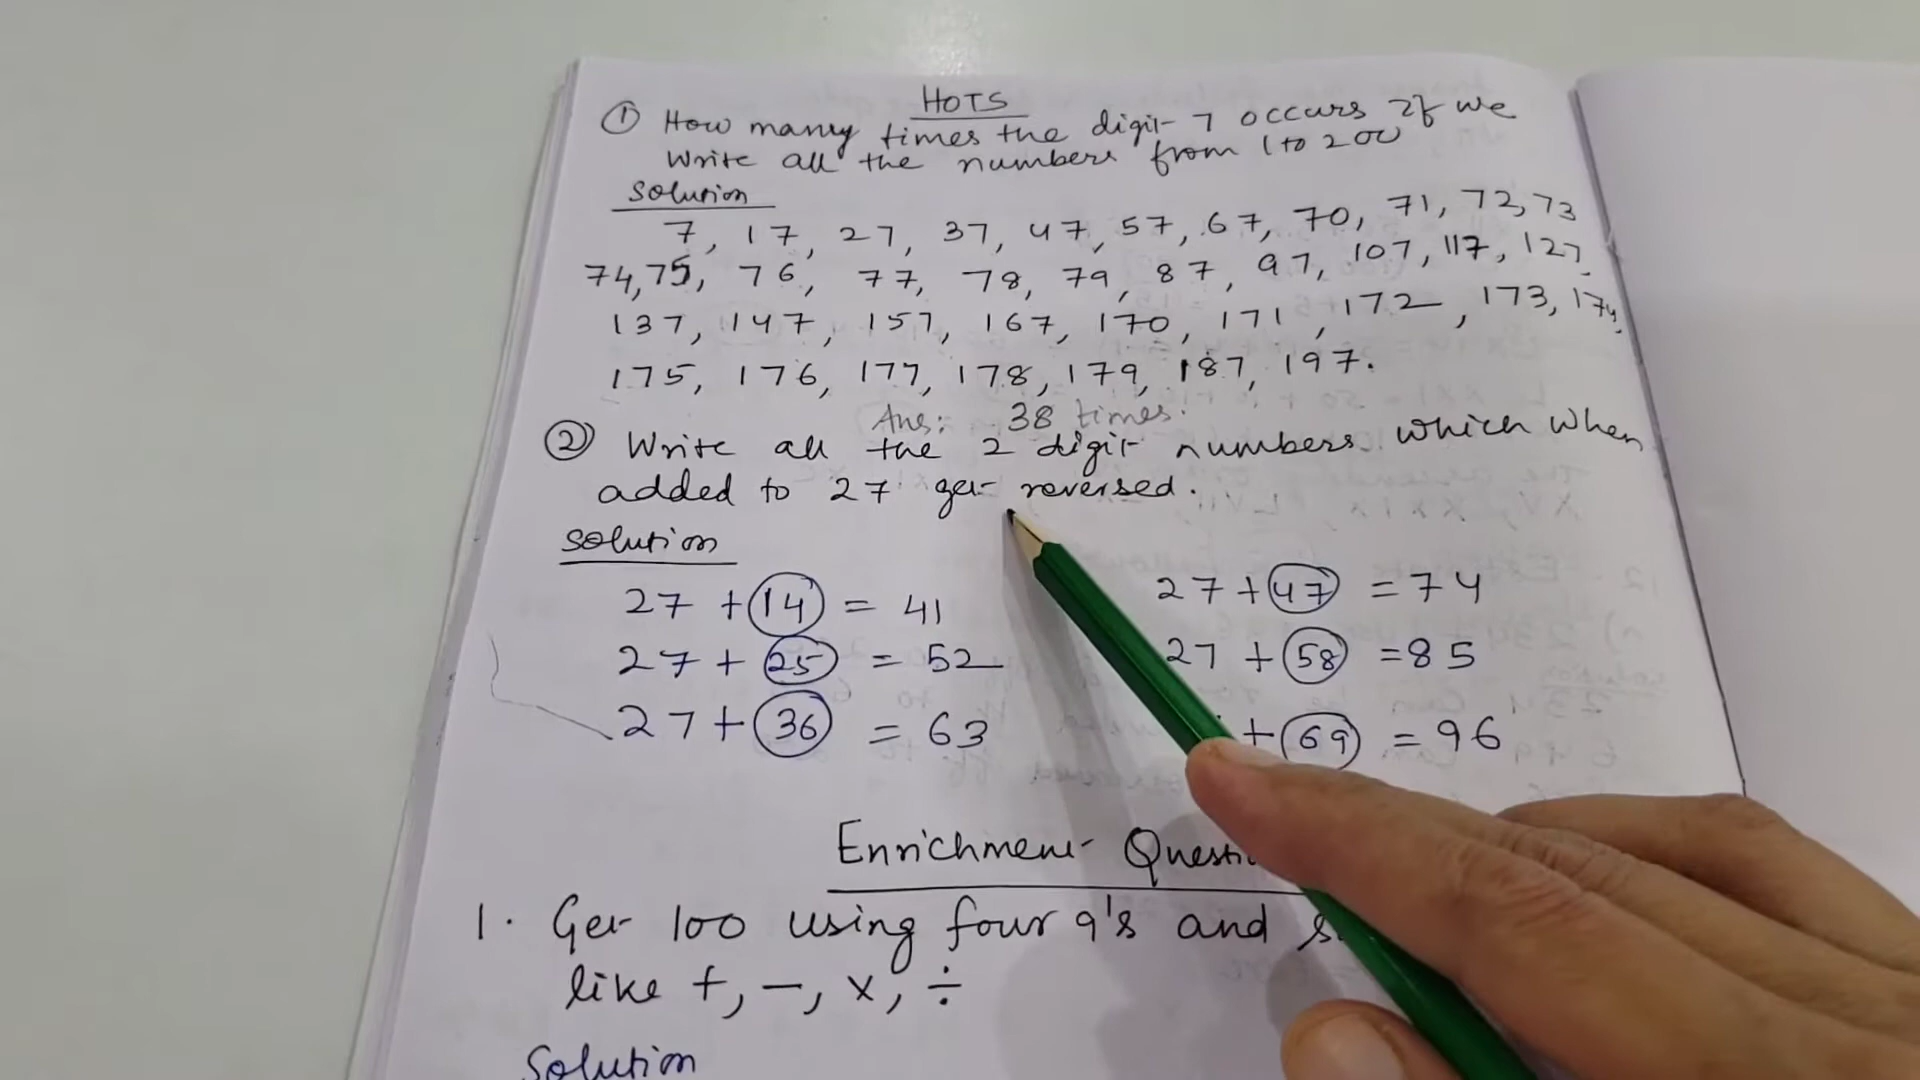 HOTS
① How many times the digit 7 occurs if we
write all the numbers from 1 to 200
Solution
7, 17, 27, 37, 47, 57, 67, 70, 71, 72, 73
74, 75, 76, 77, 78, 79, 87, 97, 107, 117, 127,
137, 147, 157, 167, 170, 171, 172, 173, 174,
175, 176, 177, 178, 179, 187, 197.
Ans: 38 times.
② Write all the 2 digit numbers which when
added to 27 get reversed.
Solution
27 + 14 = 41
27 + 25 = 52
27 + 36 = 63
27 + 47 = 74
27 + 58 = 85
+ 69 = 96
Enrichment Questi
1. Get 100 using four 9's and s
like +, -, ×, ÷
Solution